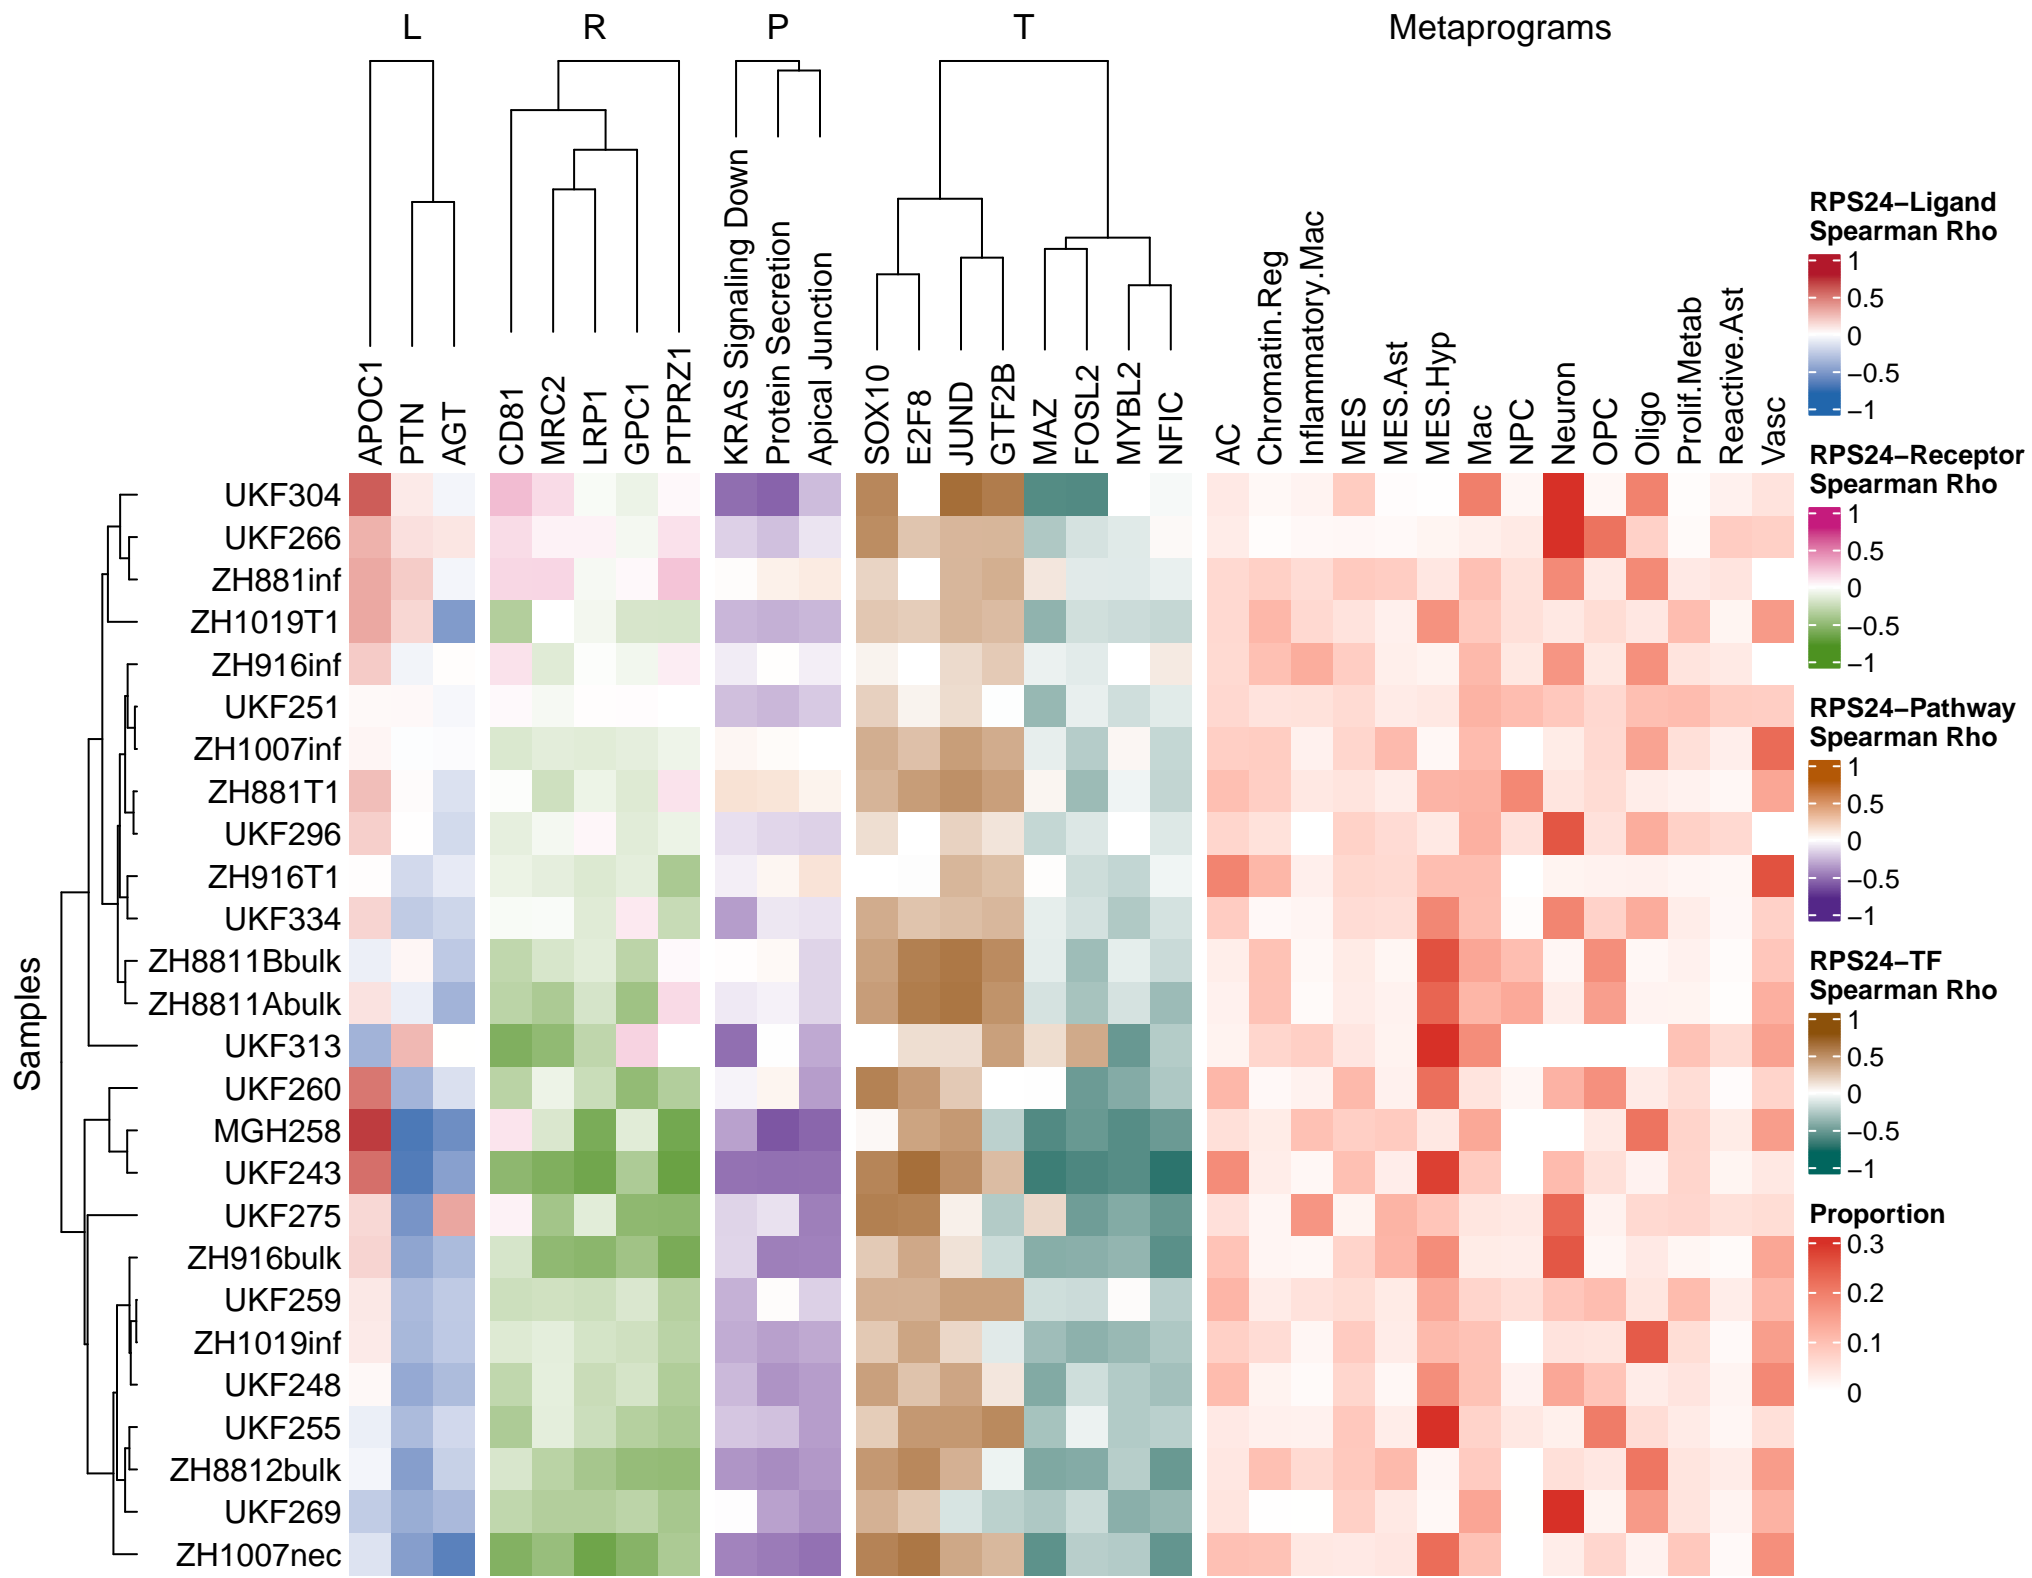 L R P T Metaprograms
APOC1
PTN
AGT
CD81
MRC2
LRP1
GPC1
PTPRZ1
KRAS Signaling Down
Protein Secretion
Apical Junction
SOX10
E2F8
JUND
GTF2B
MAZ
FOSL2
MYBL2
NFIC
AC
Chromatin.Reg
Inflammatory.Mac
MES
MES.Ast
MES.Hyp
Mac
NPC
Neuron
OPC
Oligo
Prolif.Metab
Reactive.Ast
Vasc
Samples
UKF304
UKF266
ZH881inf
ZH1019T1
ZH916inf
UKF251
ZH1007inf
ZH881T1
UKF296
ZH916T1
UKF334
ZH8811Bbulk
ZH8811Abulk
UKF313
UKF260
MGH258
UKF243
UKF275
ZH916bulk
UKF259
ZH1019inf
UKF248
UKF255
ZH8812bulk
UKF269
ZH1007nec
RPS24−Ligand
Spearman Rho
1
0.5
0
−0.5
−1
RPS24−Receptor
Spearman Rho
1
0.5
0
−0.5
−1
RPS24−Pathway
Spearman Rho
1
0.5
0
−0.5
−1
RPS24−TF
Spearman Rho
1
0.5
0
−0.5
−1
Proportion
0.3
0.2
0.1
0